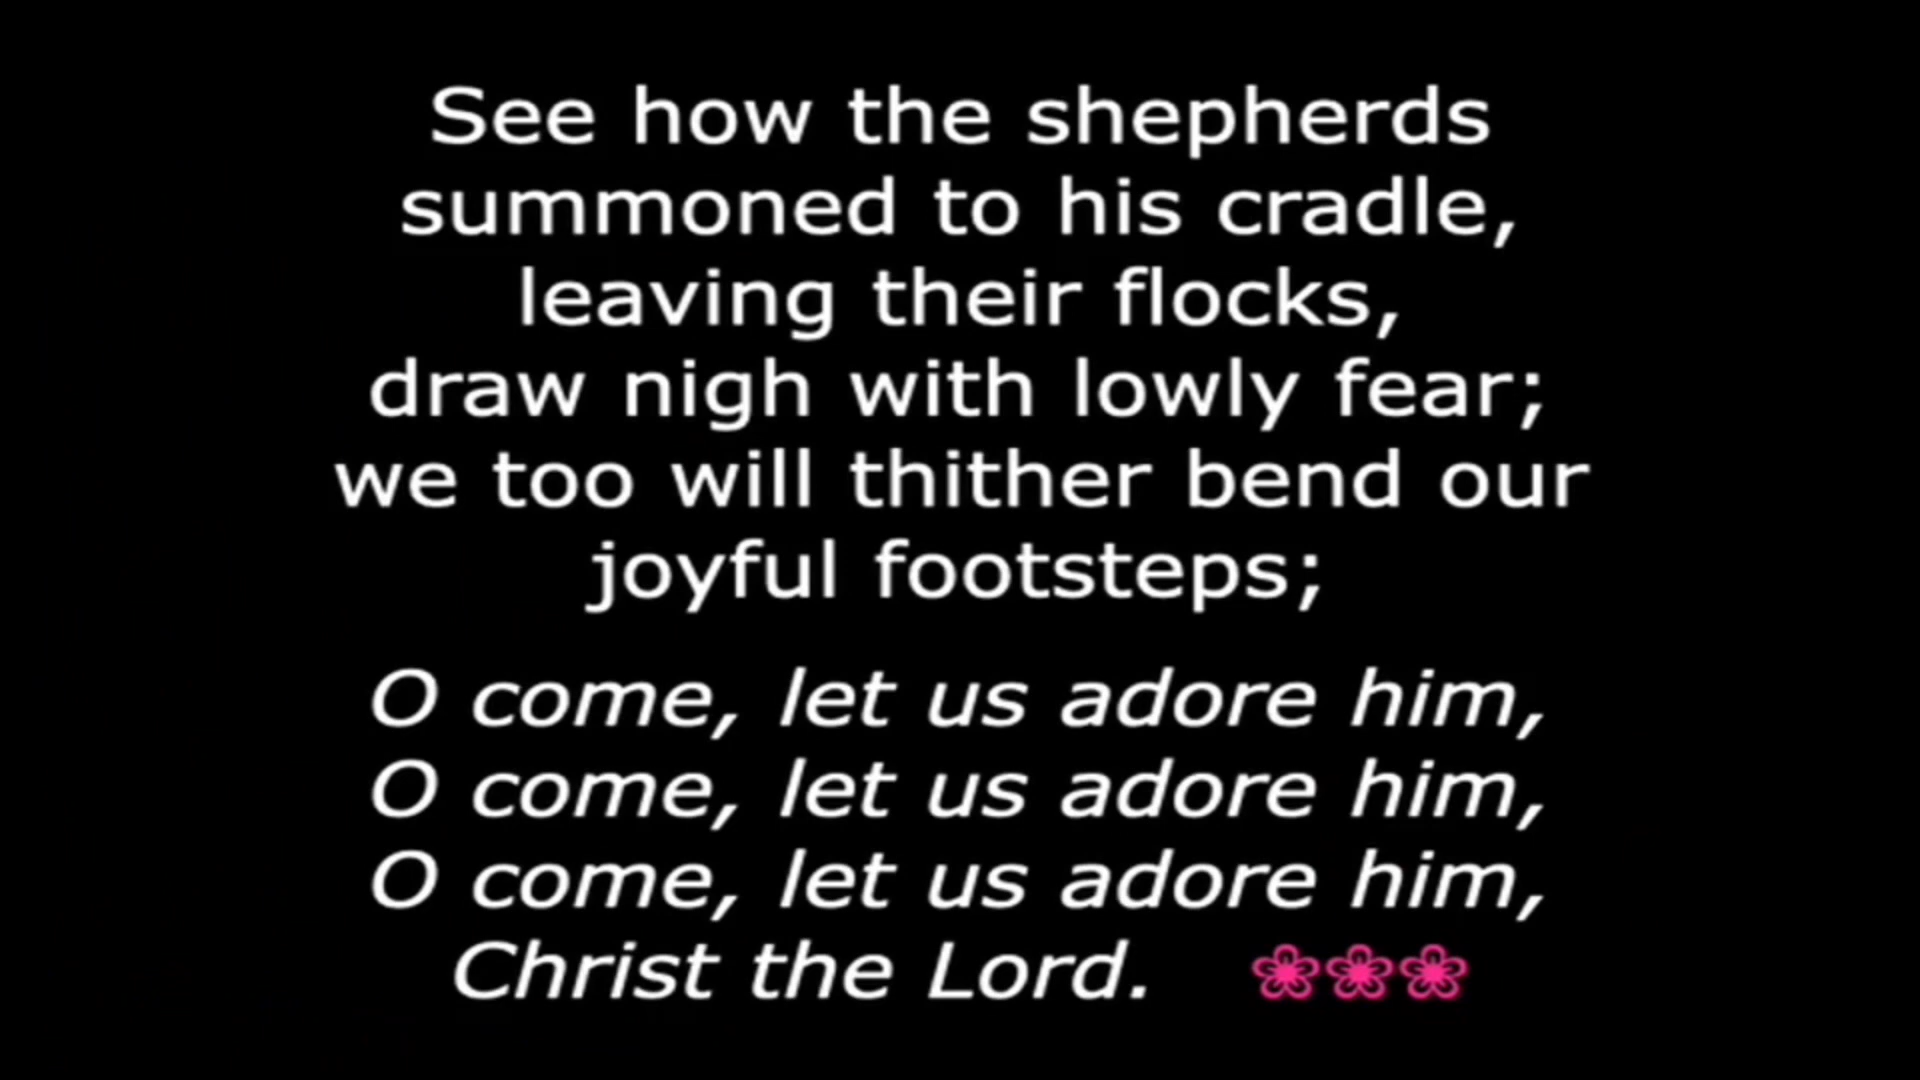 See how the shepherds
summoned to his cradle,
leaving their flocks,
draw nigh with lowly fear;
we too will thither bend our
joyful footsteps;
O come, let us adore him,
O come, let us adore him,
O come, let us adore him,
Christ the Lord. ❀❀❀